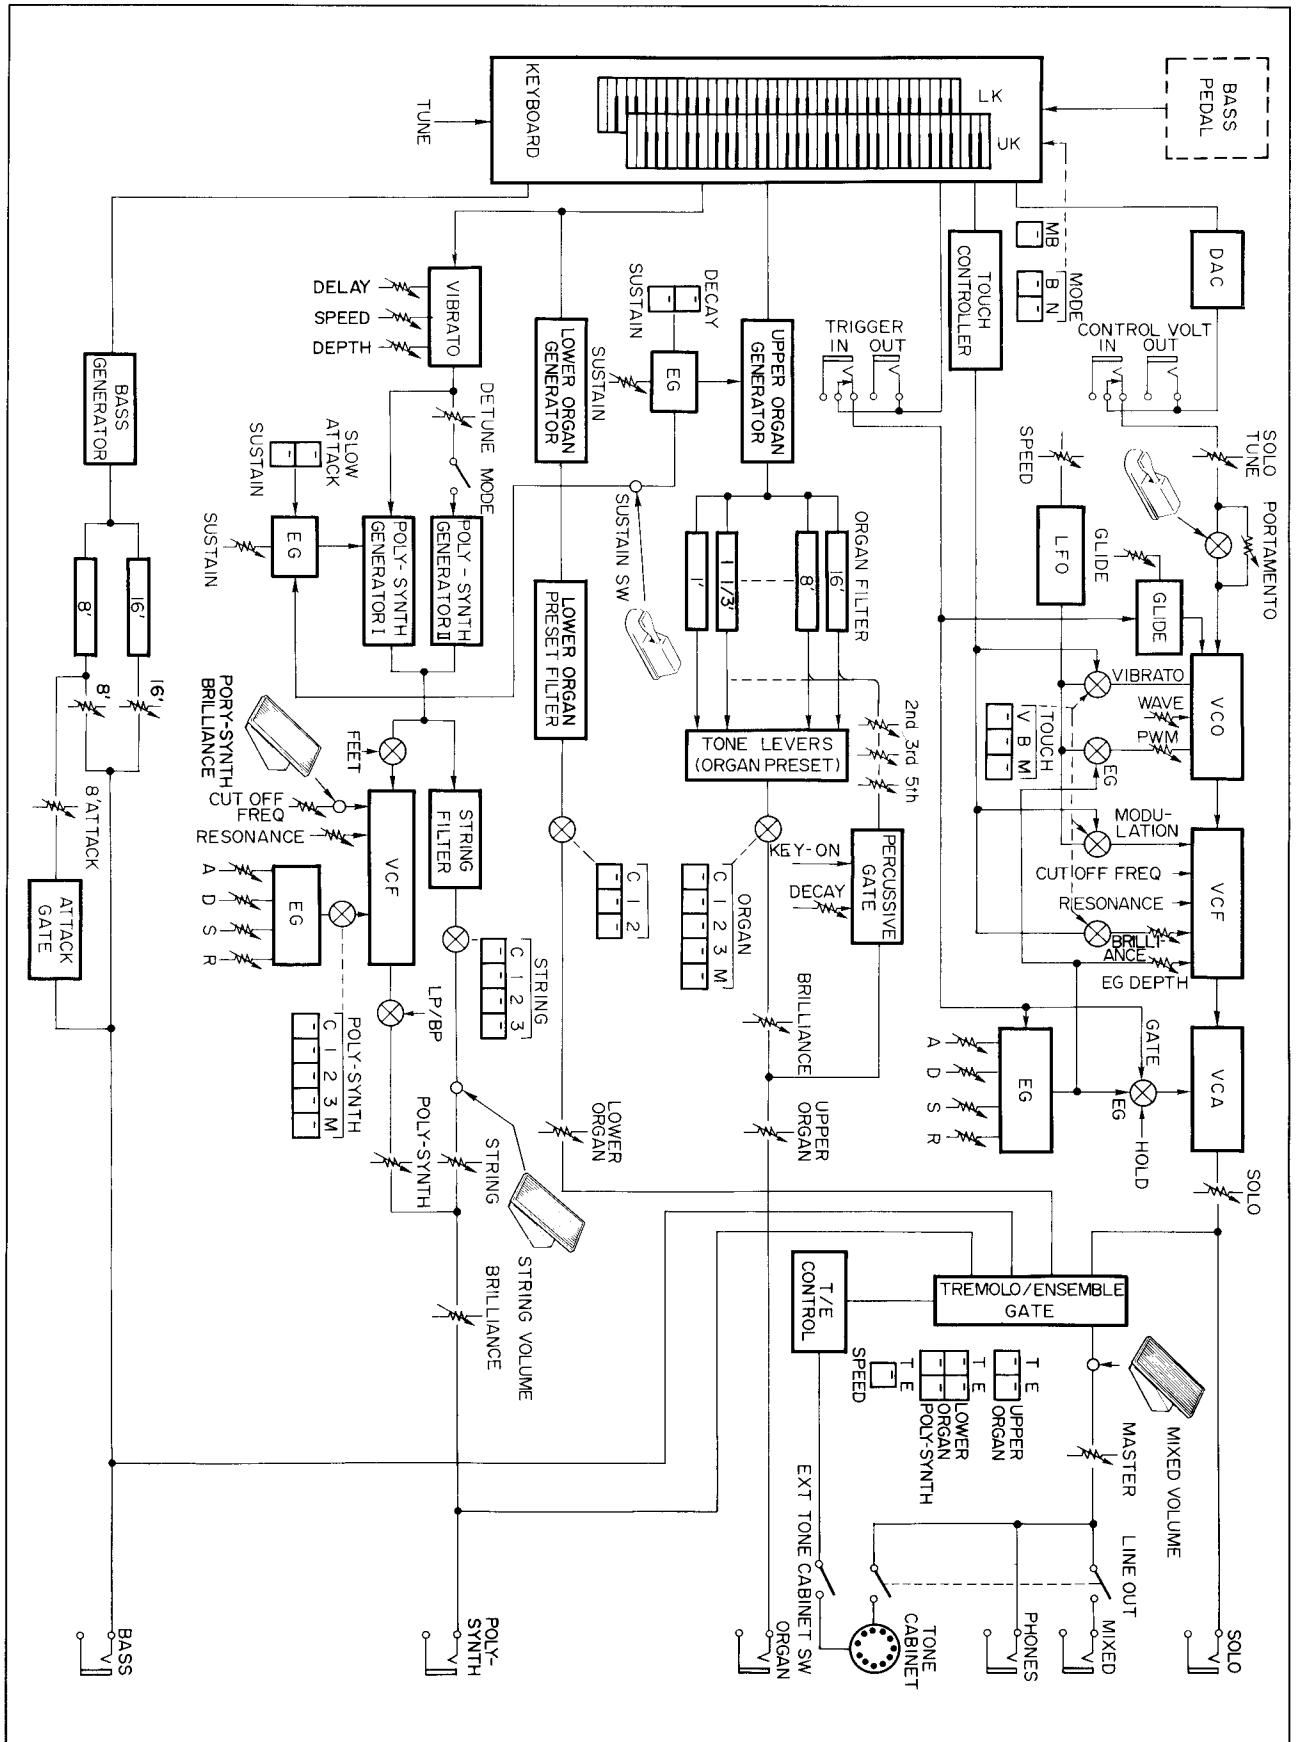 BASS
PEDAL
KEYBOARD
LK
UK
TUNE
MB
MODE
B N
TOUCH
CONTROLLER
DAC
CONTROL VOLT
IN OUT
TRIGGER
IN OUT
SOLO
TUNE
PORTAMENTO
SPEED
LFO
GLIDE
GLIDE
VIBRATO
WAVE
PWM
VCO
EG
TOUCH
V B M
MODU-
LATION
CUT OFF FREQ
RESONANCE
BRILLI-
ANCE
EG DEPTH
VCF
GATE
EG
HOLD
VCA
A
D
S
R
EG
SOLO
DECAY
SUSTAIN
EG
SUSTAIN
UPPER ORGAN
GENERATOR
ORGAN FILTER
1'
1 1/3'
8'
16'
SUSTAIN SW
TONE LEVERS
(ORGAN PRESET)
2nd 3rd 5th
KEY-ON
DECAY
PERCUSSIVE
GATE
ORGAN
C 1 2 3 M
BRILLIANCE
UPPER
ORGAN
LOWER ORGAN
GENERATOR
LOWER ORGAN
PRESET FILTER
C 1 2
LOWER
ORGAN
DELAY
SPEED
DEPTH
VIBRATO
DETUNE MODE
SLOW
ATTACK
SUSTAIN
SUSTAIN
EG
POLY-SYNTH
GENERATOR I
POLY-SYNTH
GENERATOR II
PORY-SYNTH
BRILLIANCE
FEET
CUT OFF
FREQ
RESONANCE
VCF
STRING
FILTER
A
D
S
R
EG
LP/BP
POLY-SYNTH
C 1 2 3 M
STRING
C 1 2 3
POLY-SYNTH
STRING
STRING VOLUME
BRILLIANCE
BASS
GENERATOR
8'
16'
8'
16'
8'ATTACK
ATTACK
GATE
TREMOLO/ENSEMBLE
GATE
T/E
CONTROL
T E
SPEED
T E
LOWER
ORGAN
POLY-SYNTH
T E
UPPER
ORGAN
MIXED VOLUME
MASTER
LINE OUT
EXT TONE CABINET SW
TONE
CABINET
SOLO
MIXED
PHONES
ORGAN
POLY-
SYNTH
BASS